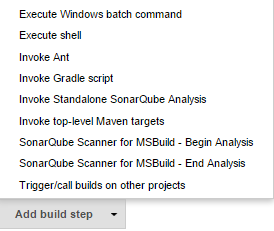 Execute Windows batch command
Execute shell
Invoke Ant
Invoke Gradle script
Invoke Standalone SonarQube Analysis
Invoke top-level Maven targets
SonarQube Scanner for MSBuild - Begin Analysis
SonarQube Scanner for MSBuild - End Analysis
Trigger/call builds on other projects
Add build step